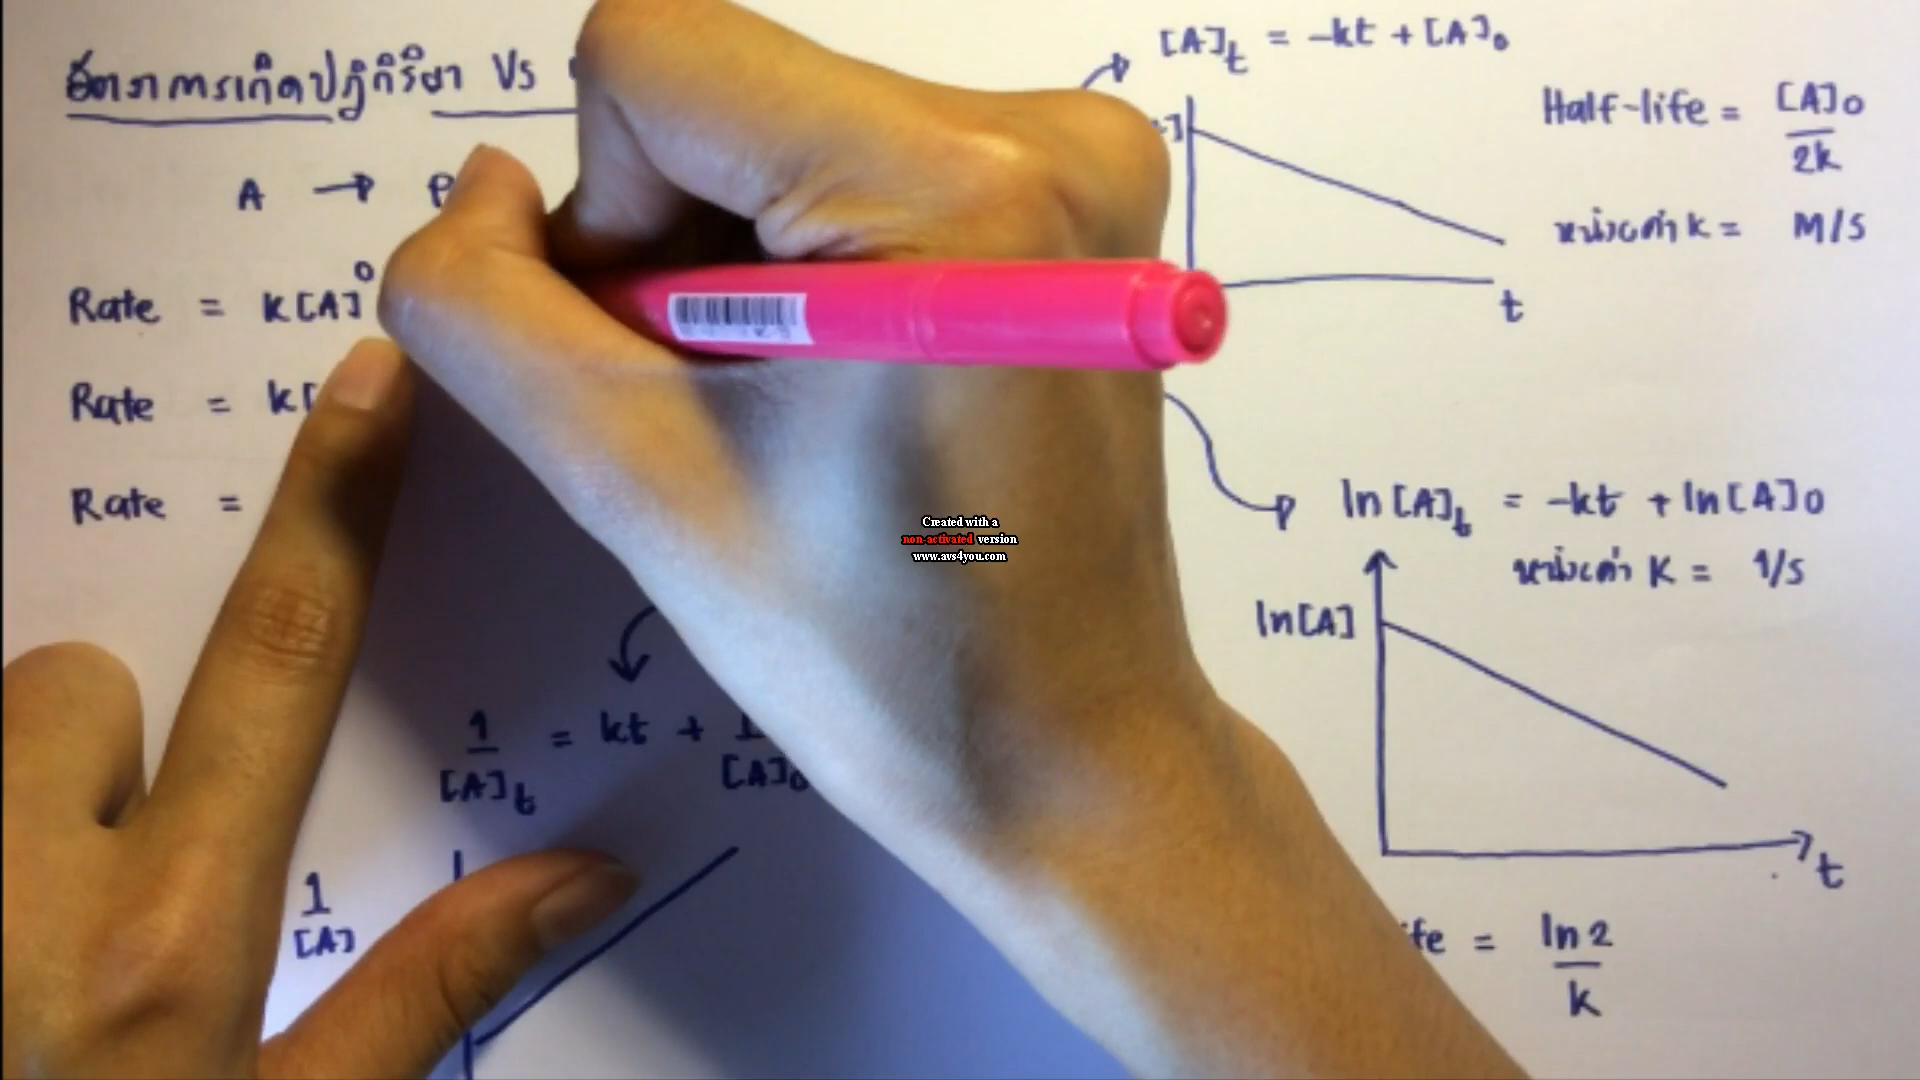 อัตราการเกิดปฏิกิริยา Vs
A → P
Rate = k[A]⁰
Rate = k[
Rate =
[A]t = -kt + [A]₀
t
Half-life = [A]₀
2k
หน่วยค่า k = M/S
ln[A]t = -kt + ln[A]₀
หน่วยค่า K = 1/S
ln[A]
t
ife = ln 2
k
1 = kt + 1
[A]t [A]₀
1
[A]
Created with a
non-activated version
www.avs4you.com